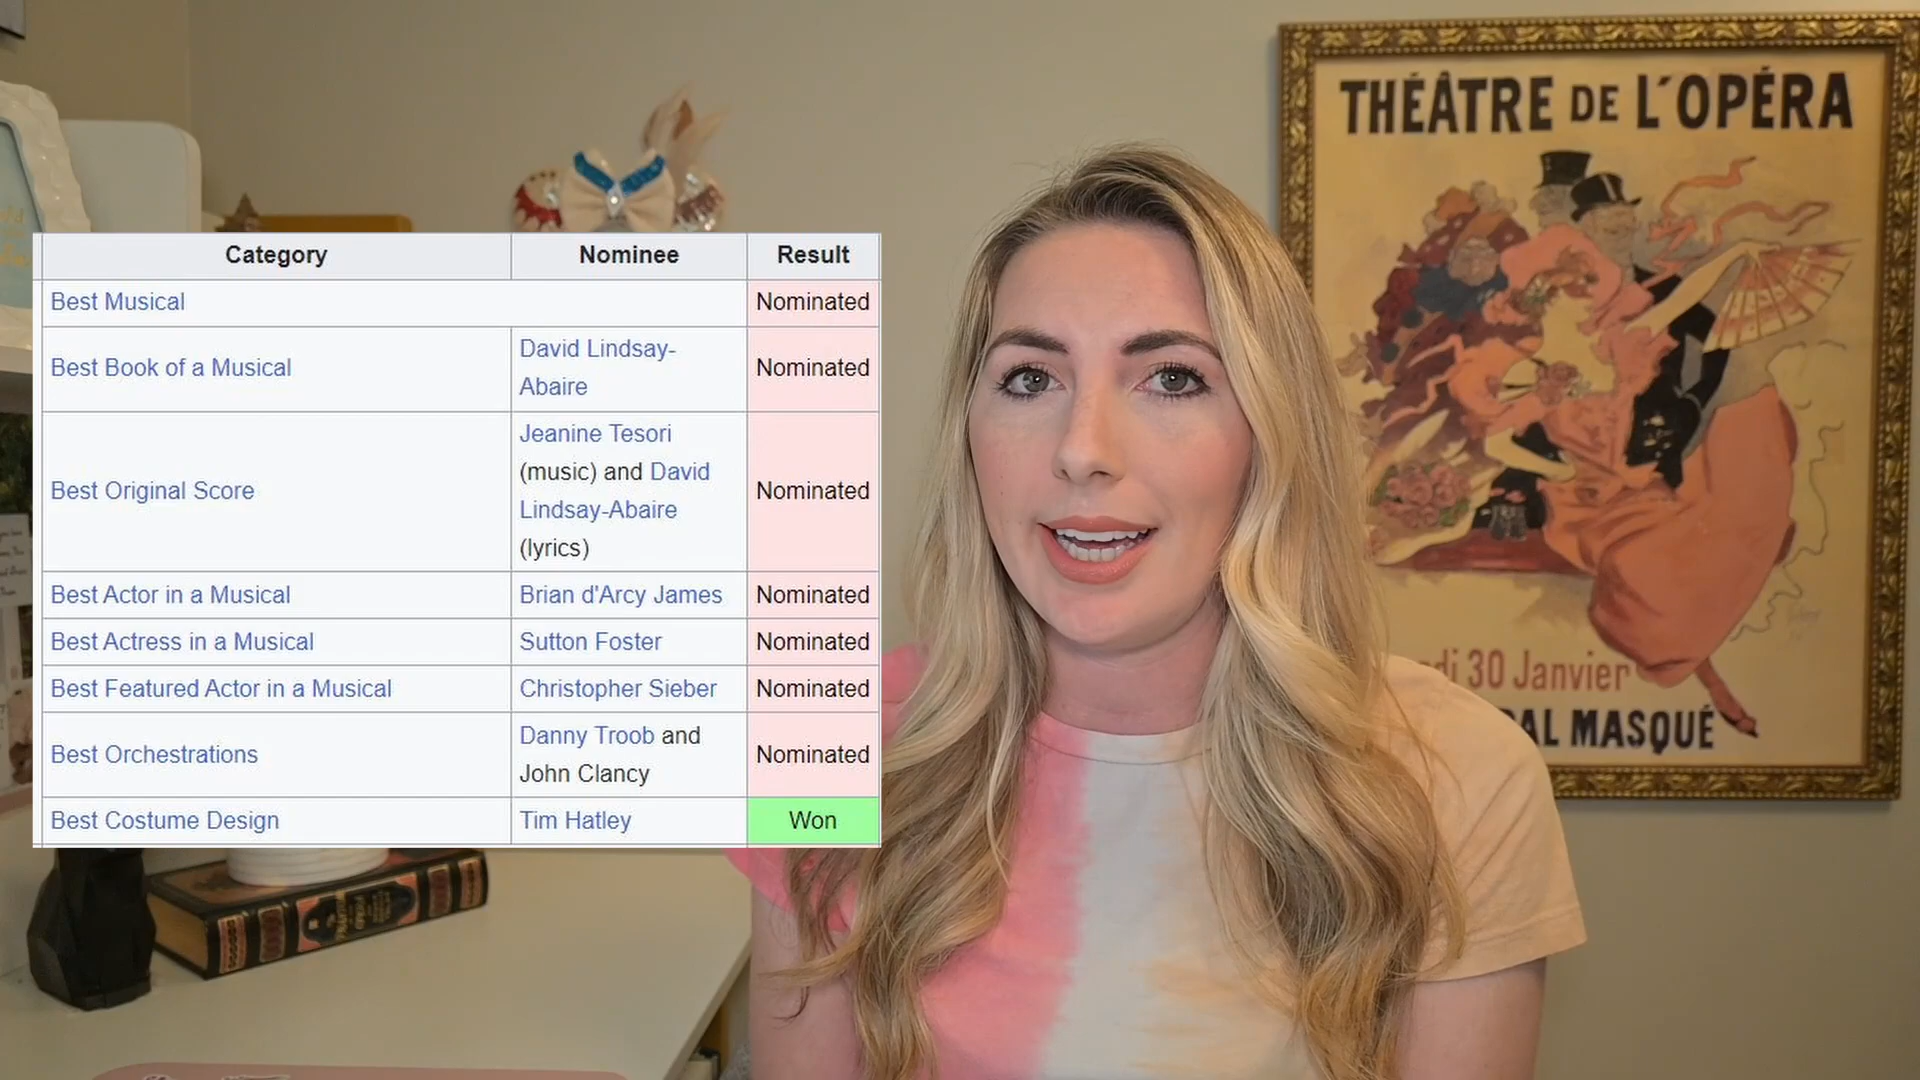 Category Nominee Result
Best Musical Nominated
Best Book of a Musical David Lindsay-
Abaire Nominated
Best Original Score Jeanine Tesori
(music) and David
Lindsay-Abaire
(lyrics) Nominated
Best Actor in a Musical Brian d'Arcy James Nominated
Best Actress in a Musical Sutton Foster Nominated
Best Featured Actor in a Musical Christopher Sieber Nominated
Best Orchestrations Danny Troob and
John Clancy Nominated
Best Costume Design Tim Hatley Won
THÉÂTRE DE L'OPÉRA
di 30 Janvier
AL MASQUÉ